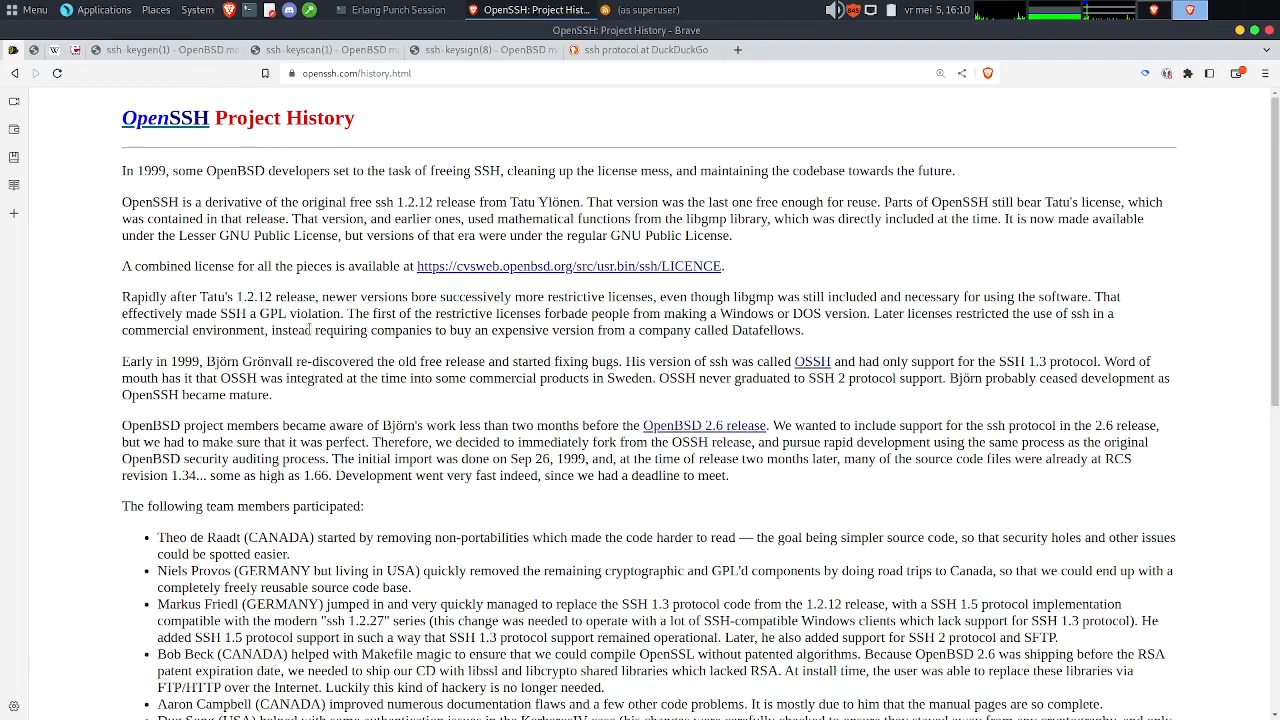 Menu Applications Places System Erlang Punch Session OpenSSH: Project Hist... (as superuser) 645 vr mei 5, 16:10
OpenSSH: Project History - Brave
W ssh-keygen(1) - OpenBSD ma ssh-keyscan(1) - OpenBSD m ssh-keysign(8) - OpenBSD m ssh protocol at DuckDuckGo
openssh.com/history.html
OpenSSH Project History
In 1999, some OpenBSD developers set to the task of freeing SSH, cleaning up the license mess, and maintaining the codebase towards the future.
OpenSSH is a derivative of the original free ssh 1.2.12 release from Tatu Ylönen. That version was the last one free enough for reuse. Parts of OpenSSH still bear Tatu's license, which
was contained in that release. That version, and earlier ones, used mathematical functions from the libgmp library, which was directly included at the time. It is now made available
under the Lesser GNU Public License, but versions of that era were under the regular GNU Public License.
A combined license for all the pieces is available at https://cvsweb.openbsd.org/src/usr.bin/ssh/LICENCE.
Rapidly after Tatu's 1.2.12 release, newer versions bore successively more restrictive licenses, even though libgmp was still included and necessary for using the software. That
effectively made SSH a GPL violation. The first of the restrictive licenses forbade people from making a Windows or DOS version. Later licenses restricted the use of ssh in a
commercial environment, instead requiring companies to buy an expensive version from a company called Datafellows.
Early in 1999, Björn Grönvall re-discovered the old free release and started fixing bugs. His version of ssh was called OSSH and had only support for the SSH 1.3 protocol. Word of
mouth has it that OSSH was integrated at the time into some commercial products in Sweden. OSSH never graduated to SSH 2 protocol support. Björn probably ceased development as
OpenSSH became mature.
OpenBSD project members became aware of Björn's work less than two months before the OpenBSD 2.6 release. We wanted to include support for the ssh protocol in the 2.6 release,
but we had to make sure that it was perfect. Therefore, we decided to immediately fork from the OSSH release, and pursue rapid development using the same process as the original
OpenBSD security auditing process. The initial import was done on Sep 26, 1999, and, at the time of release two months later, many of the source code files were already at RCS
revision 1.34... some as high as 1.66. Development went very fast indeed, since we had a deadline to meet.
The following team members participated:
• Theo de Raadt (CANADA) started by removing non-portabilities which made the code harder to read — the goal being simpler source code, so that security holes and other issues
could be spotted easier.
• Niels Provos (GERMANY but living in USA) quickly removed the remaining cryptographic and GPL'd components by doing road trips to Canada, so that we could end up with a
completely freely reusable source code base.
• Markus Friedl (GERMANY) jumped in and very quickly managed to replace the SSH 1.3 protocol code from the 1.2.12 release, with a SSH 1.5 protocol implementation
compatible with the modern "ssh 1.2.27" series (this change was needed to operate with a lot of SSH-compatible Windows clients which lack support for SSH 1.3 protocol). He
added SSH 1.5 protocol support in such a way that SSH 1.3 protocol support remained operational. Later, he also added support for SSH 2 protocol and SFTP.
• Bob Beck (CANADA) helped with Makefile magic to ensure that we could compile OpenSSL without patented algorithms. Because OpenBSD 2.6 was shipping before the RSA
patent expiration date, we needed to ship our CD with libssl and libcrypto shared libraries which lacked RSA. At install time, the user was able to replace these libraries via
FTP/HTTP over the Internet. Luckily this kind of hackery is no longer needed.
• Aaron Campbell (CANADA) improved numerous documentation flaws and a few other code problems. It is mostly due to him that the manual pages are so complete.